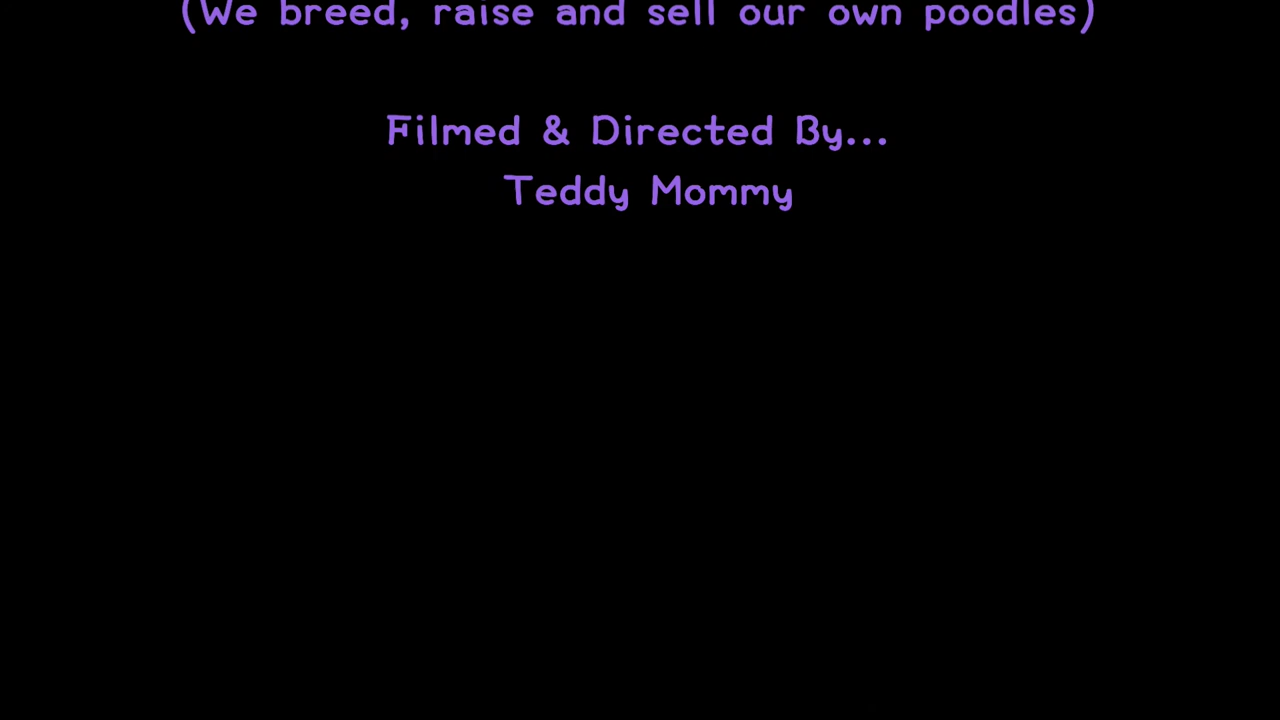 (We breed, raise and sell our own poodles)
Filmed & Directed By...
Teddy Mommy